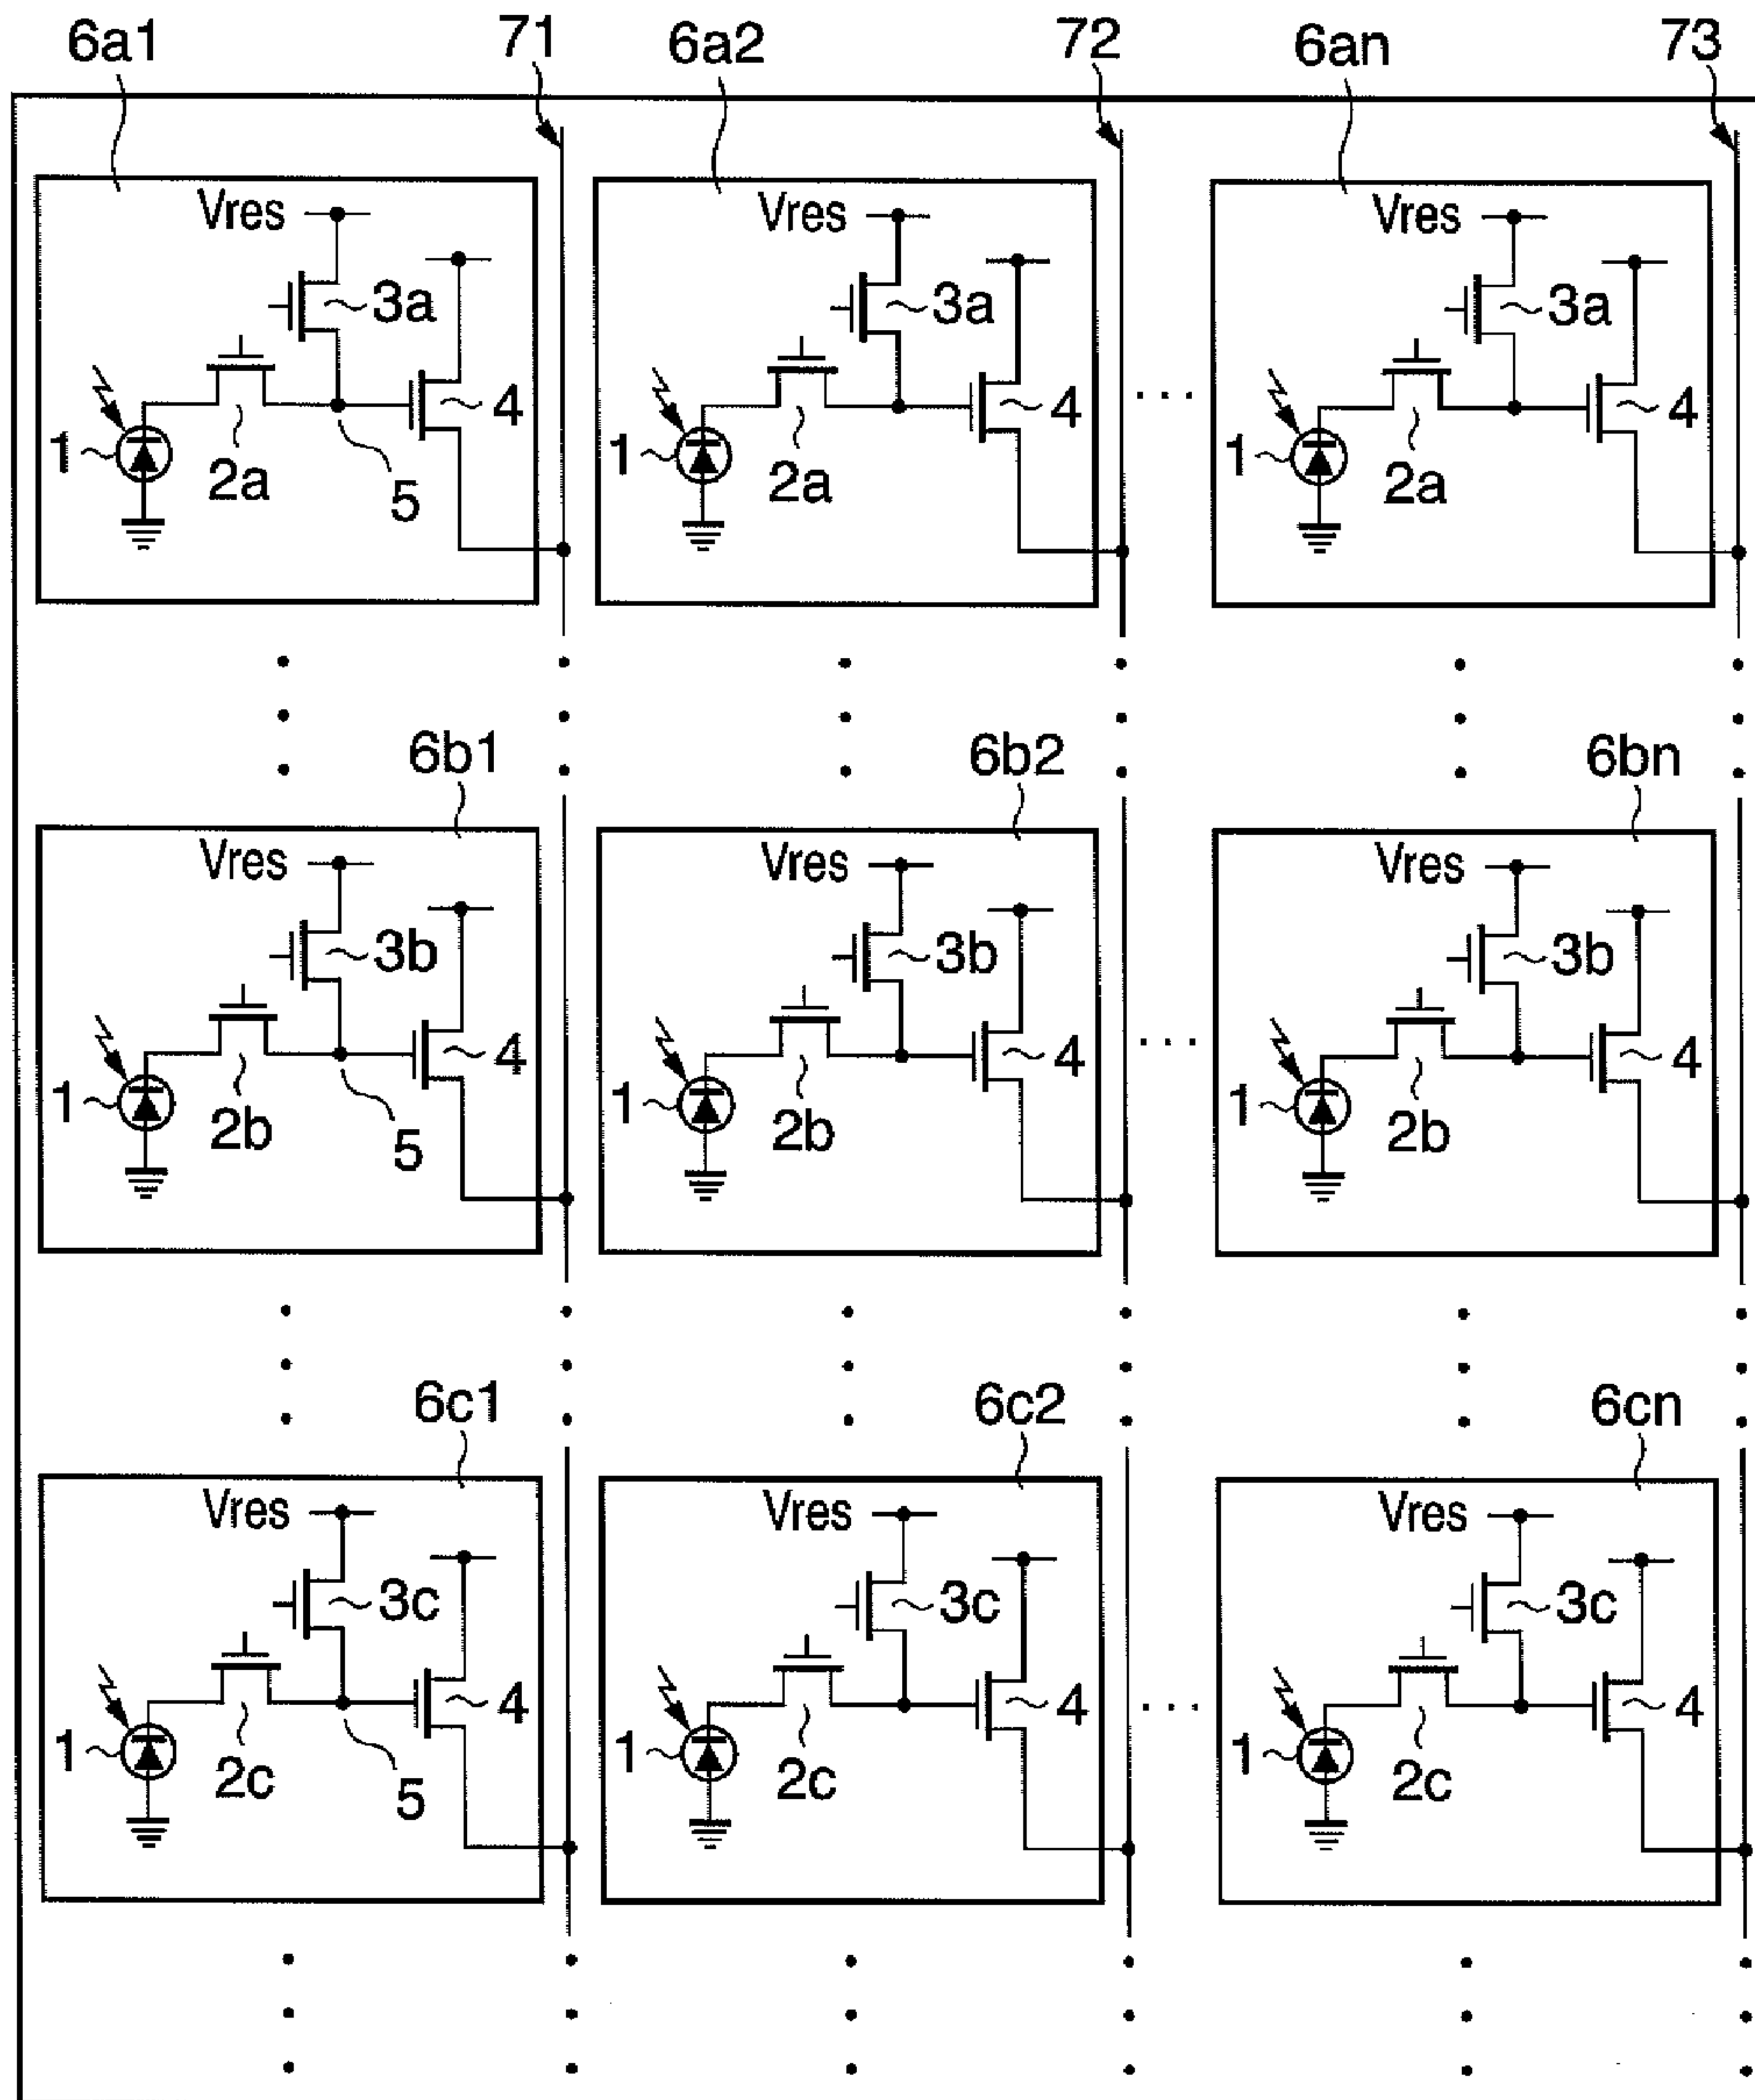 6a1 71 6a2 72 6an 73
Vres Vres Vres
3a 3a 3a
4 4 ... 4
1 2a 5 1 2a 1 2a
6b1 6b2 6bn
Vres Vres Vres
3b 3b 3b
4 4 ... 4
1 2b 5 1 2b 1 2b
6c1 6c2 6cn
Vres Vres Vres
3c 3c 3c
4 4 ... 4
1 2c 5 1 2c 1 2c